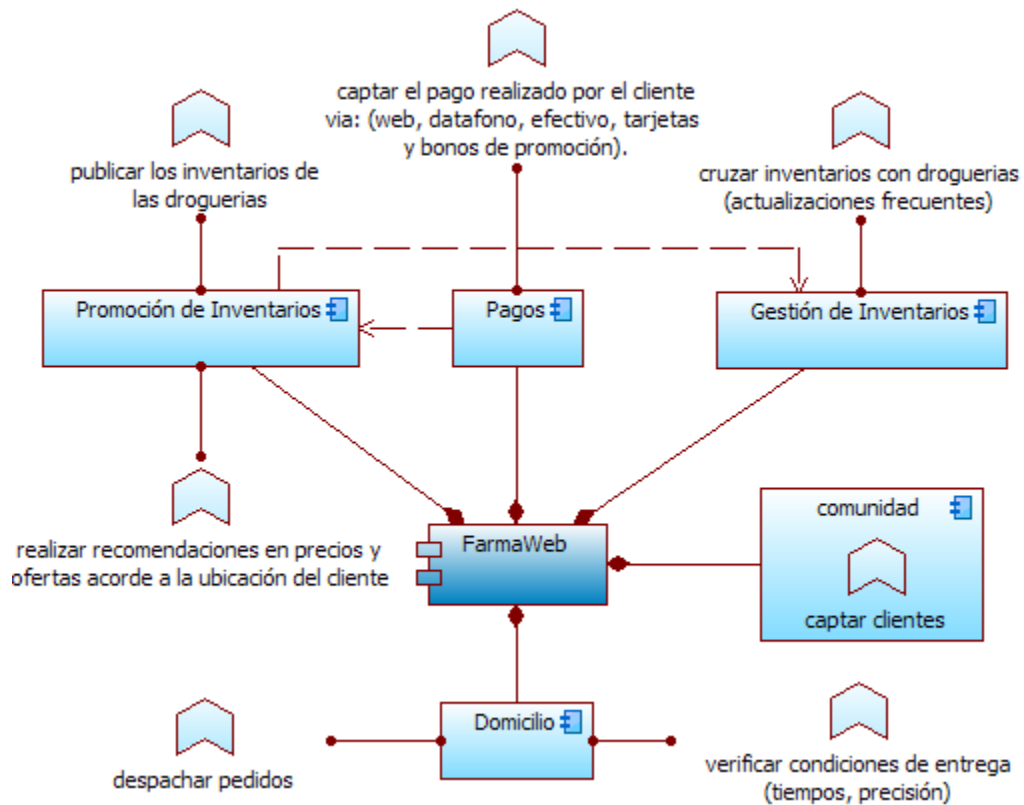 captar el pago realizado por el cliente
via: (web, datafono, efectivo, tarjetas
y bonos de promoción).
publicar los inventarios de
las droguerias
cruzar inventarios con droguerias
(actualizaciones frecuentes)
Promoción de Inventarios
Pagos
Gestión de Inventarios
realizar recomendaciones en precios y
ofertas acorde a la ubicación del cliente
FarmaWeb
comunidad
captar clientes
Domicilio
despachar pedidos
verificar condiciones de entrega
(tiempos, precisión)